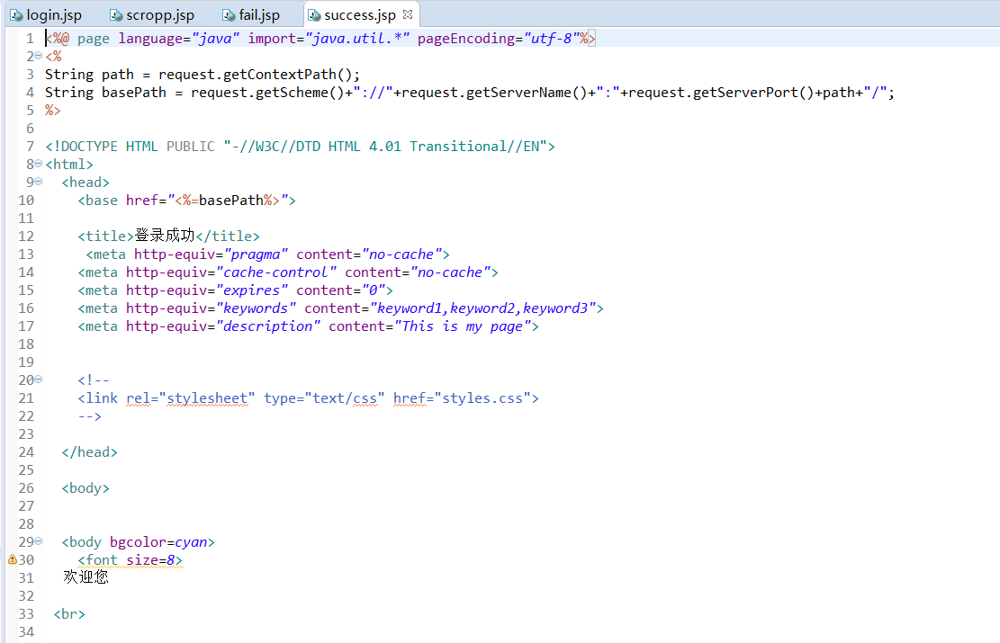 login.jsp scropp.jsp fail.jsp success.jsp
1 <%@ page language="java" import="java.util.*" pageEncoding="utf-8"%>
2 <%
3 String path = request.getContextPath();
4 String basePath = request.getScheme()+"://"+request.getServerName()+":"+request.getServerPort()+path+"/";
5 %>
6
7 <!DOCTYPE HTML PUBLIC "-//W3C//DTD HTML 4.01 Transitional//EN">
8 <html>
9 <head>
10 <base href="<%=basePath%>">
11
12 <title>登录成功</title>
13 <meta http-equiv="pragma" content="no-cache">
14 <meta http-equiv="cache-control" content="no-cache">
15 <meta http-equiv="expires" content="0">
16 <meta http-equiv="keywords" content="keyword1,keyword2,keyword3">
17 <meta http-equiv="description" content="This is my page">
18
19
20 <!--
21 <link rel="stylesheet" type="text/css" href="styles.css">
22 -->
23
24 </head>
25
26 <body>
27
28
29 <body bgcolor=cyan>
30 <font size=8>
31 欢迎您
32
33 <br>
34